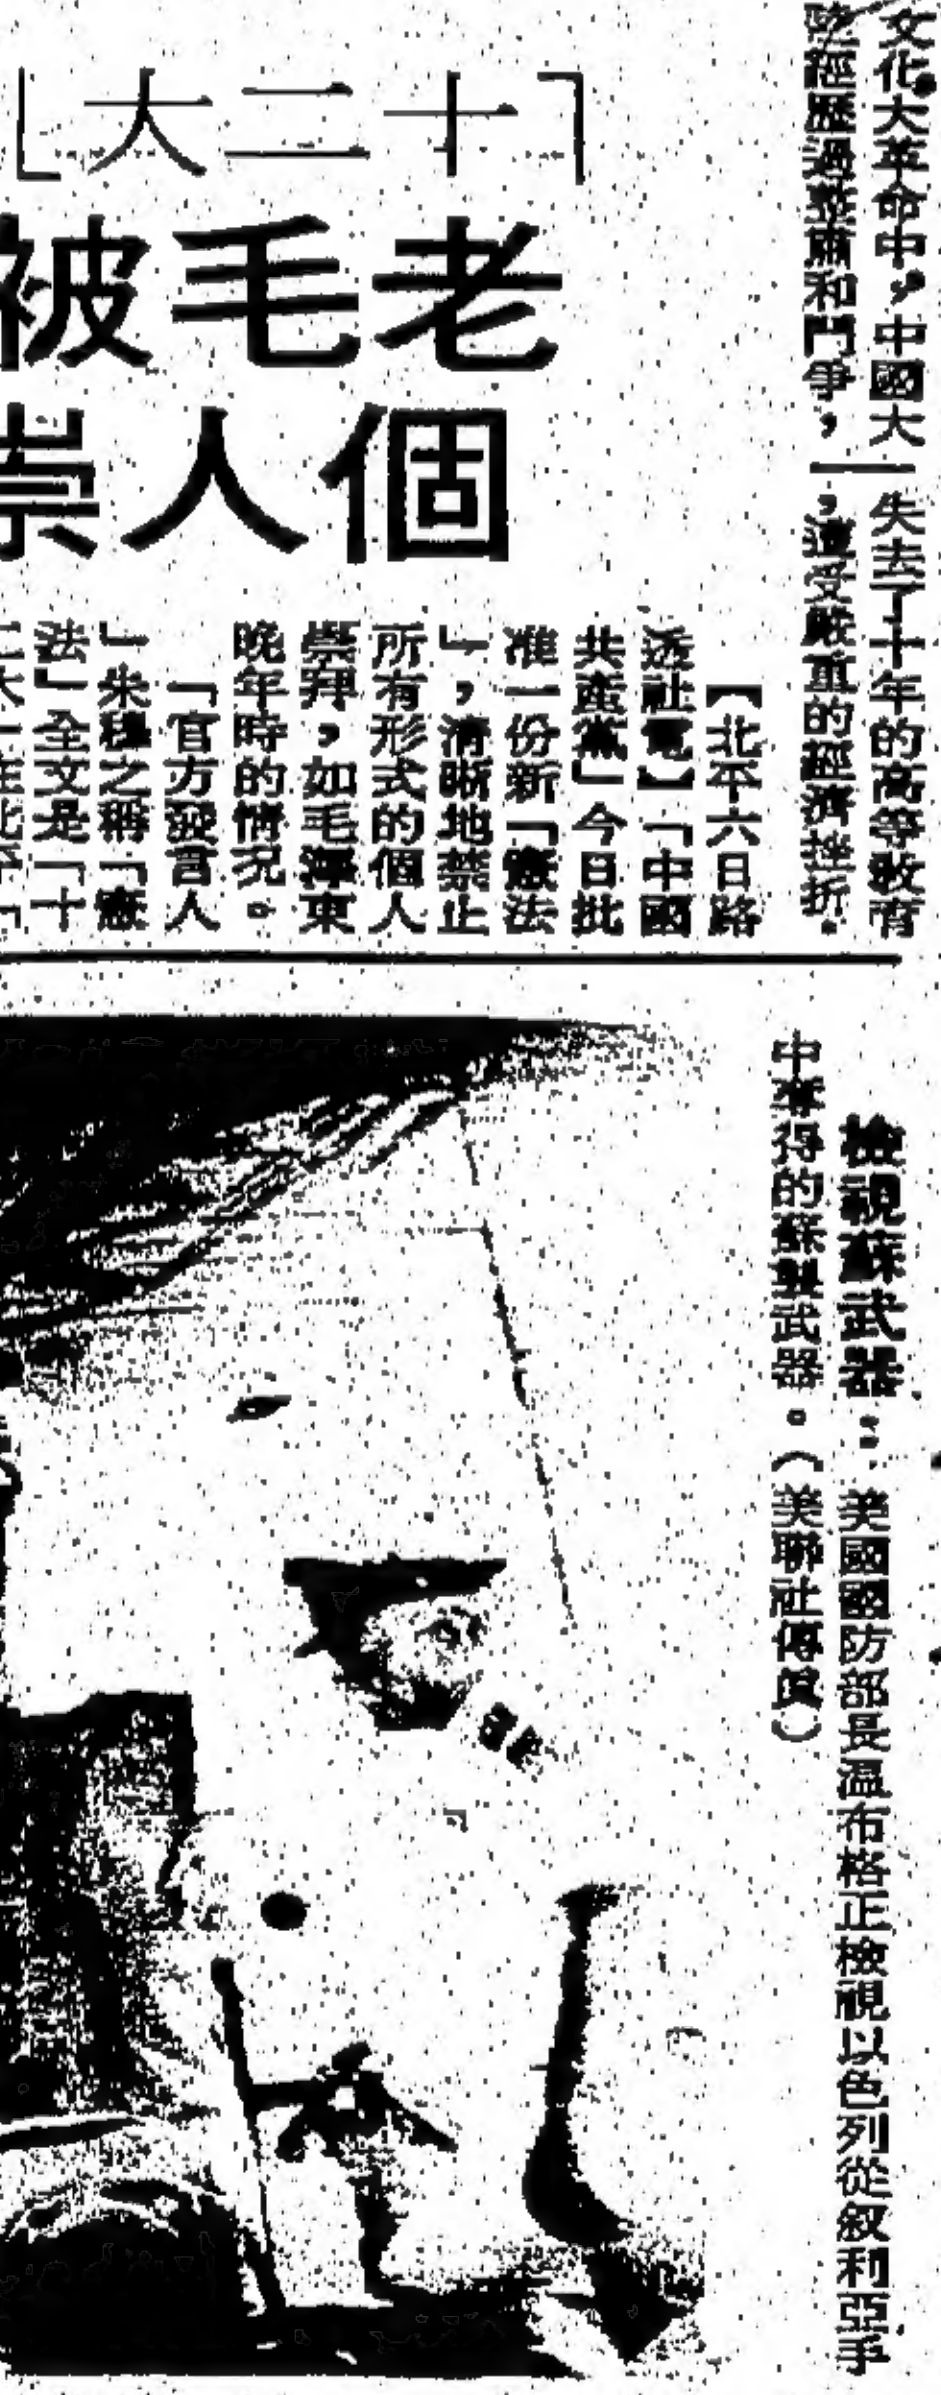 文化大革命中，中國大
陸經歷過整肅和鬥爭，
失去了十年的高等教育
，遭受嚴重的經濟挫折．
「十二大」
老毛被
個人崇
【北平六日路
透社電】「中國
共產黨」今日批
准一份新「憲法
」，清晰地禁止
所有形式的個人
崇拜，如毛澤東
晚年時的情況。
「官方發言人
」朱穆之稱「憲
法」全文是「十
檢視蘇武器：美國國防部長溫布格正檢視以色列從敘利亞手
中奪得的蘇製武器。（美聯社傳真）